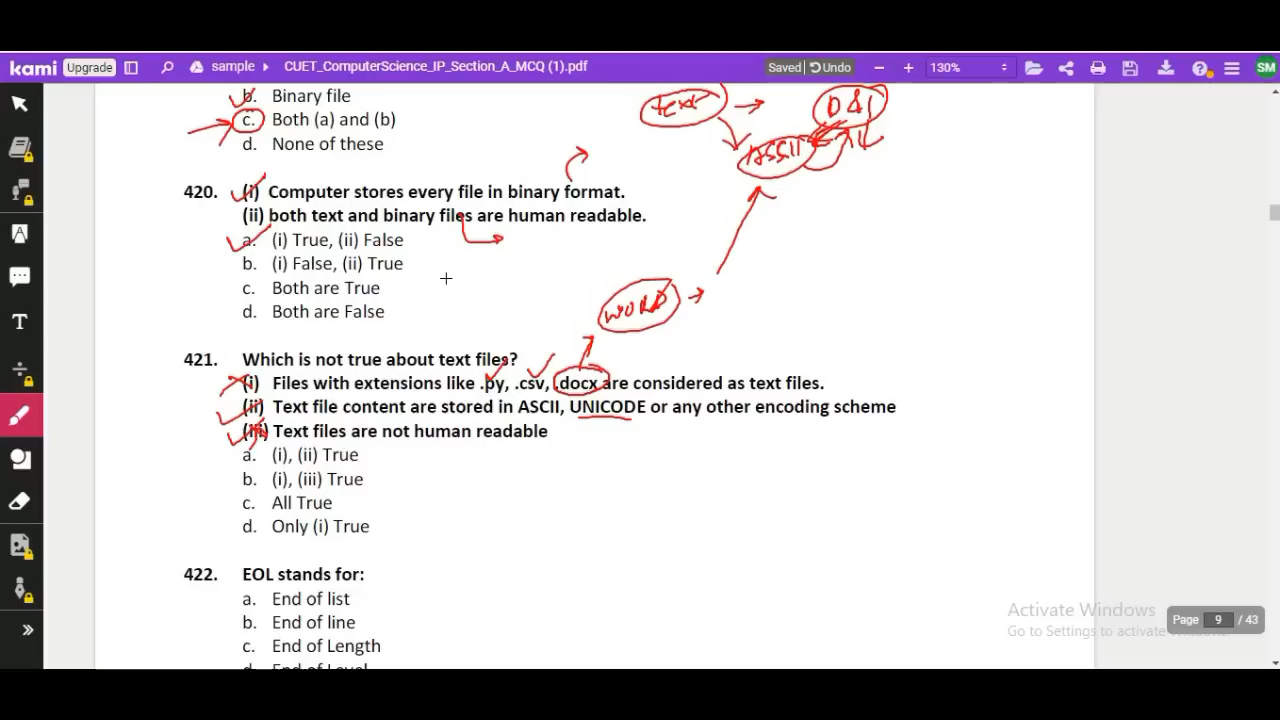 kami Upgrade sample CUET_ComputerScience_IP_Section_A_MCQ (1).pdf Saved Undo 130% SM
b. Binary file
c. Both (a) and (b)
d. None of these
TEXT
0 & 1
ASSII
420. (i) Computer stores every file in binary format.
(ii) both text and binary files are human readable.
a. (i) True, (ii) False
b. (i) False, (ii) True
c. Both are True
d. Both are False
WORD
421. Which is not true about text files?
(i) Files with extensions like .py, .csv, .docx are considered as text files.
(ii) Text file content are stored in ASCII, UNICODE or any other encoding scheme
(iii) Text files are not human readable
a. (i), (ii) True
b. (i), (iii) True
c. All True
d. Only (i) True
422. EOL stands for:
a. End of list
b. End of line
c. End of Length
d. End of Level
Activate Windows
Go to Settings to activate
Page 9 / 43